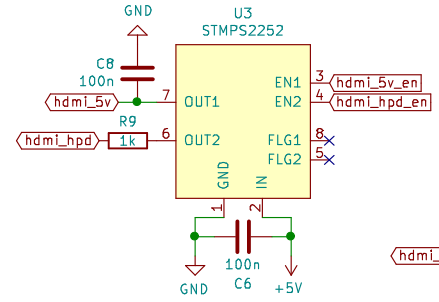 GND
U3
STMPS2252
C8
100n
hdmi_5v
7
OUT1
EN1
3
hdmi_5v_en
EN2
4
hdmi_hpd_en
R9
hdmi_hpd
1k
6
OUT2
FLG1
8
FLG2
5
GND
IN
1
2
100n
C6
GND
+5V
hdmi_